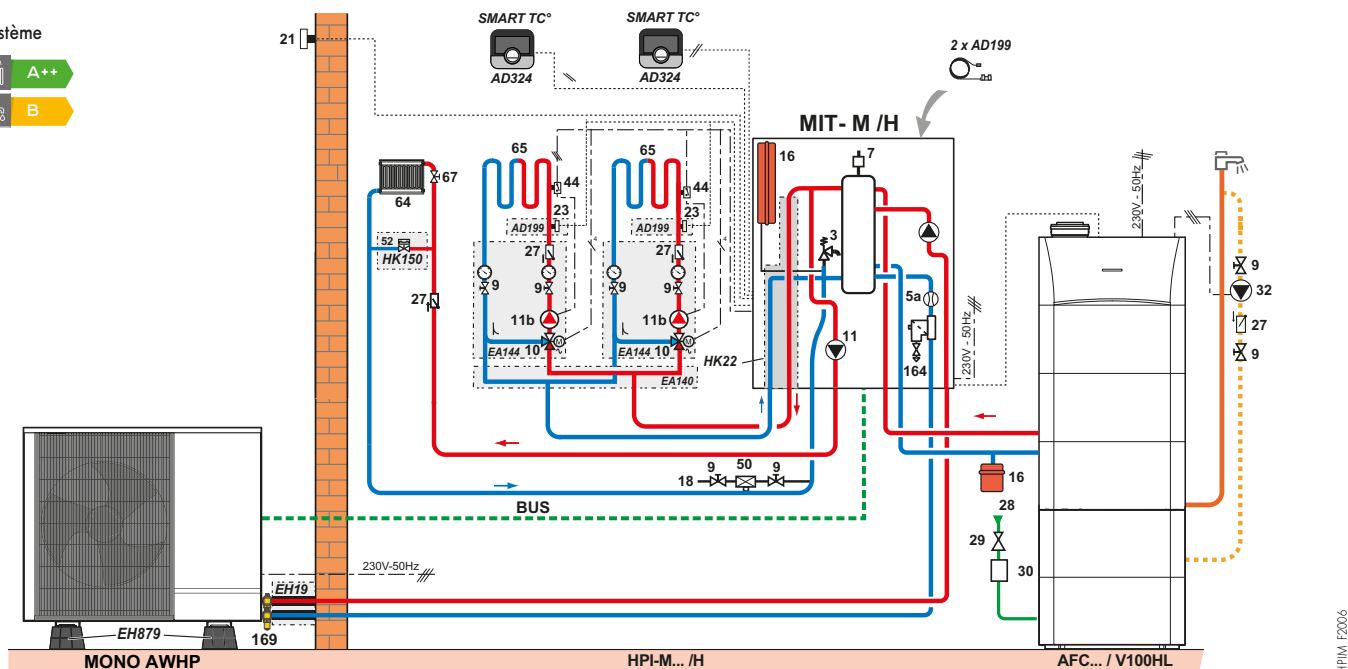 stème
A++
B
21
SMART TC°
AD324
SMART TC°
AD324
2 x AD199
MIT- M /H
16
7
65
65
67
64
44
44
23
23
AD199
AD199
3
52
HK150
27
27
27
9
9
9
9
5a
11b
11b
11
10
10
M
M
4
4
EA144
EA144
EA140
HK22
164
230V - 50Hz
230V - 50Hz
9
32
27
9
18
9
50
9
16
BUS
28
29
30
230V-50Hz
EH19
EH879
169
MONO AWHP
HPI-M... /H
AFC... / V100HL
HPIM_F2006